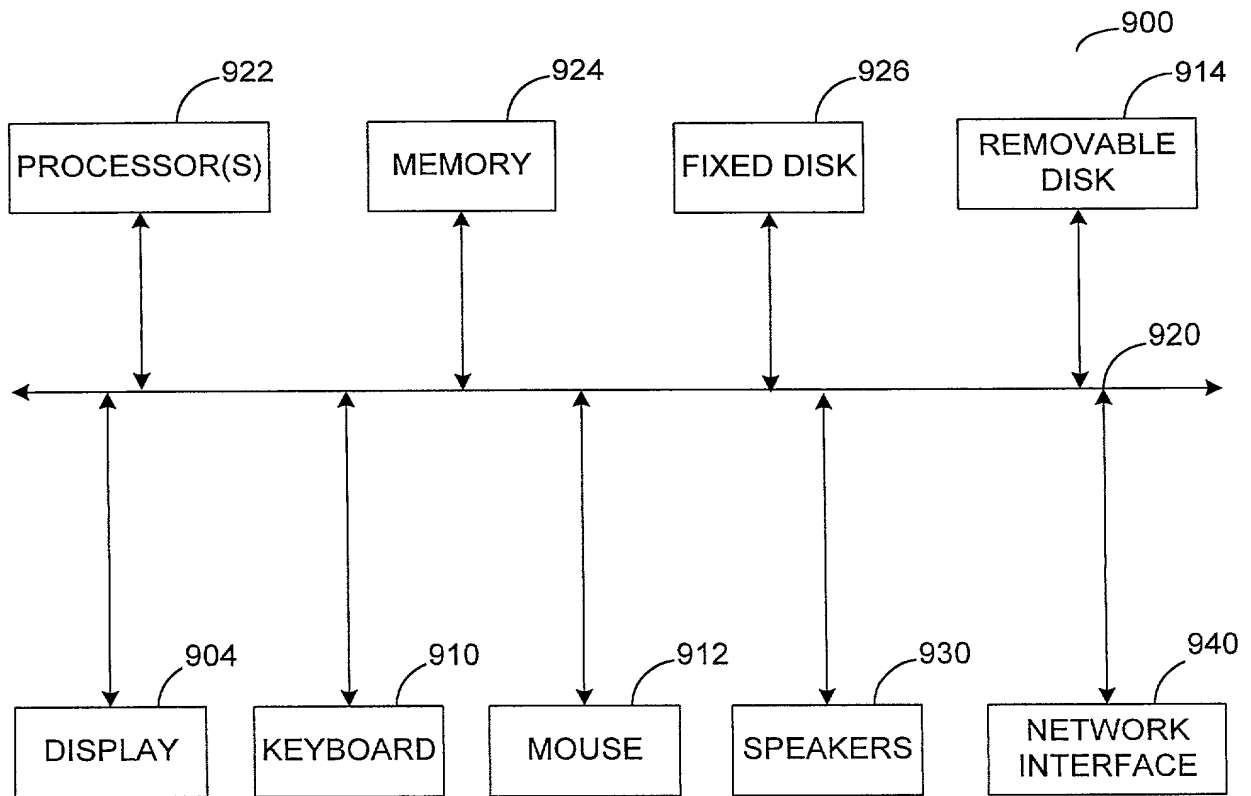 900
922
924
926
914
PROCESSOR(S)
MEMORY
FIXED DISK
REMOVABLE
DISK
920
904
910
912
930
940
DISPLAY
KEYBOARD
MOUSE
SPEAKERS
NETWORK
INTERFACE